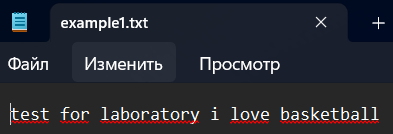 example1.txt
Файл Изменить Просмотр
test for laboratory i love basketball